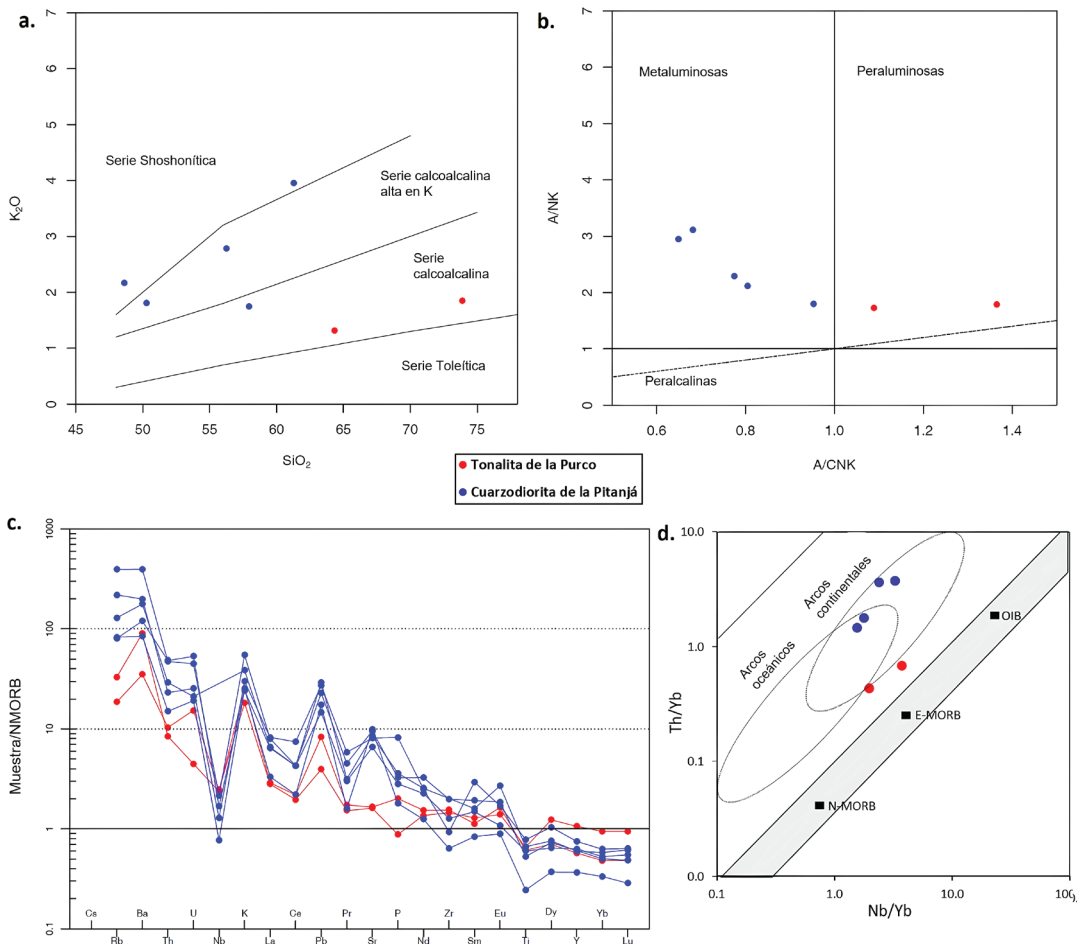 a.
7
6
5
4
3
2
1
0
K2O
Serie Shoshonítica
Serie calcoalcalina
alta en K
Serie
calcoalcalina
Serie Toleítica
45 50 55 60 65 70 75
SiO2
b.
7
6
5
4
3
2
1
0
A/NK
Metaluminosas
Peraluminosas
Peralcalinas
0.6 0.8 1.0 1.2 1.4
A/CNK
Tonalita de la Purco
Cuarzodiorita de la Pitanjá
c.
1000
100
10
1
0.1
Muestra/NMORB
Cs Ba U K Ce Pr P Zr Eu Dy Yb
Rb Th Nb La Pb Sr Nd Sm Ti Y Lu
d.
10.0
1.0
0.1
0.0
Th/Yb
Arcos
continentales
Arcos
oceánicos
OIB
E-MORB
N-MORB
0.1 1.0 10.0 100.
Nb/Yb